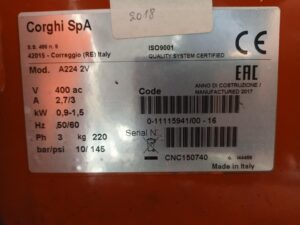 2018
Corghi SpA
S.S. 468 n. 9
42015 - Correggio (RE) Italy
ISO9001
QUALITY SYSTEM CERTIFIED
CE
Mod. A224 2V
EAC
ANNO DI COSTRUZIONE /
MANUFACTURED 2017
V 400 ac
Code
A 2,7/3
kW 0,9-1,5
0-11115941/00 - 16
Hz 50/60
Pb 3 kg 220
Serial N.
bar/psi 10/145
CNC150740
Made in Italy